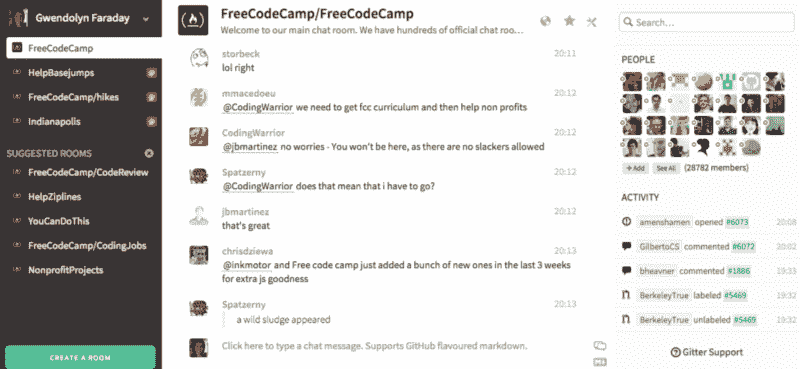 Gwendolyn Faraday
FreeCodeCamp
HelpBasejumps
FreeCodeCamp/hikes
Indianapolis
SUGGESTED ROOMS
FreeCodeCamp/CodeReview
HelpZiplines
YouCanDoThis
FreeCodeCamp/CodingJobs
NonprofitProjects
CREATE A ROOM
FreeCodeCamp/FreeCodeCamp
Welcome to our main chat room. We have hundreds of official chat roo...
storbeck 20:11
lol right
mmacedoeu 20:12
@CodingWarrior we need to get fcc curriculum and then help non profits
CodingWarrior 20:12
@jbmartinez no worries - You won't be here, as there are no slackers allowed
Spatzerny 20:12
@CodingWarrior does that mean that i have to go?
jbmartinez 20:12
that's great
chrisdziewa 20:13
@inkmotor and Free code camp just added a bunch of new ones in the last 3 weeks
for extra js goodness
Spatzerny 20:13
a wild sludge appeared
Click here to type a chat message. Supports GitHub flavoured markdown.
Search...
PEOPLE
+Add See All (28782 members)
ACTIVITY
amenshamen opened #6073 20:08
GilbertoCS commented #6072 20:02
bheavner commented #1886 19:33
BerkeleyTrue labeled #5469 19:32
BerkeleyTrue unlabeled #5469 19:32
Gitter Support